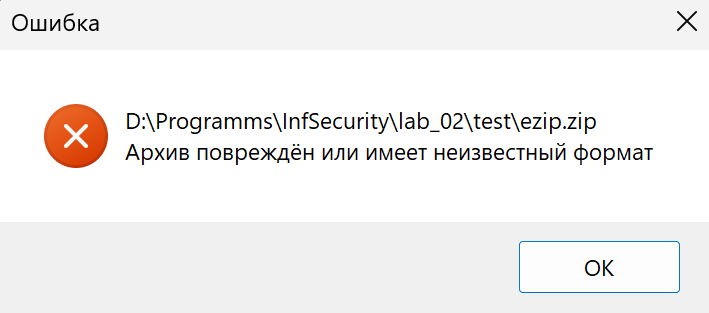 Ошибка
D:\Programms\InfSecurity\lab_02\test\ezip.zip
Архив повреждён или имеет неизвестный формат
OK